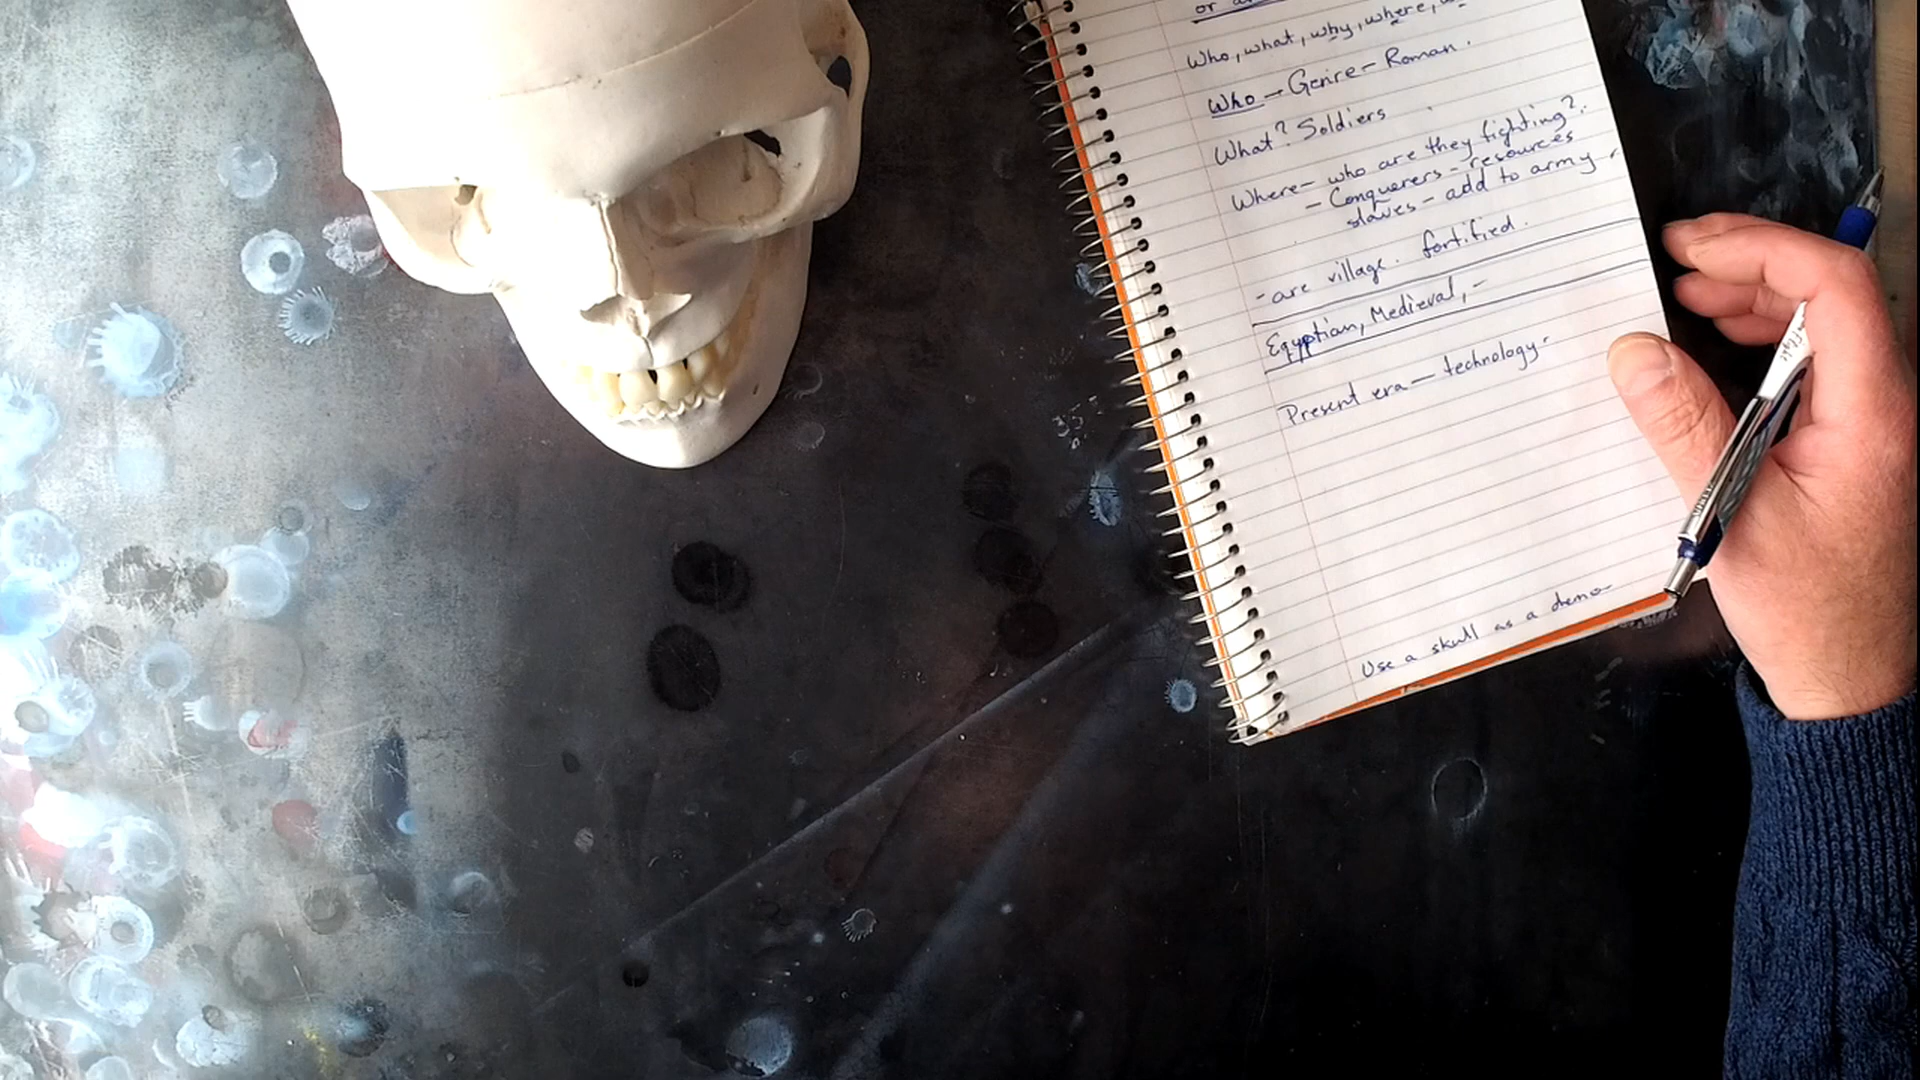 or
Who, what, why, where,
Who → Genre - Roman.
What? Soldiers
Where - who are they fighting?
- Conquerers - resources
slaves - add to army
- are village. fortified.
Egyptian, Medieval, -
Present era - technology
Use a skull as a demo